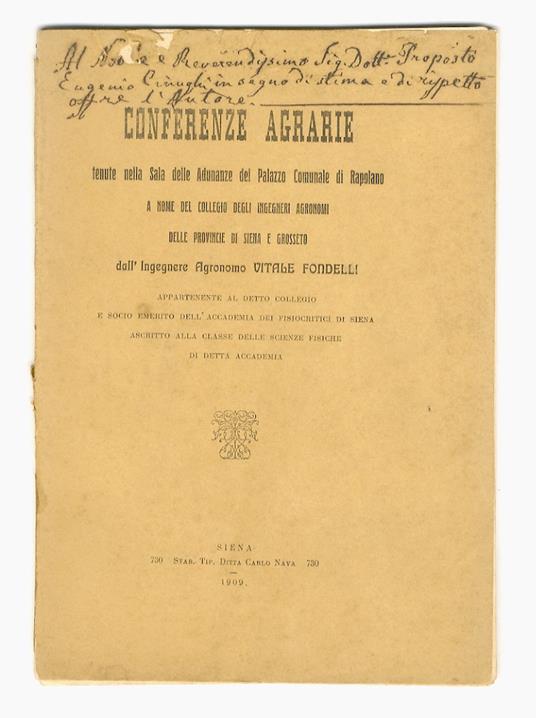 Al Nobile e Reverendissimo Sig. Dott. Proposto
Eugenio in segno di stima e di rispetto
offre l'Autore.
CONFERENZE AGRARIE
tenute nella Sala delle Adunanze del Palazzo Comunale di Rapolano
A NOME DEL COLLEGIO DEGLI INGEGNERI AGRONOMI
DELLE PROVINCIE DI SIENA E GROSSETO
dall' Ingegnere Agronomo VITALE FONDELLI
APPARTENENTE AL DETTO COLLEGIO
E SOCIO EMERITO DELL' ACCADEMIA DEI FISIOCRITICI DI SIENA
ASCRITTO ALLA CLASSE DELLE SCIENZE FISICHE
DI DETTA ACCADEMIA
SIENA
730 STAB. TIP. DITTA CARLO NAVA 730
1909.